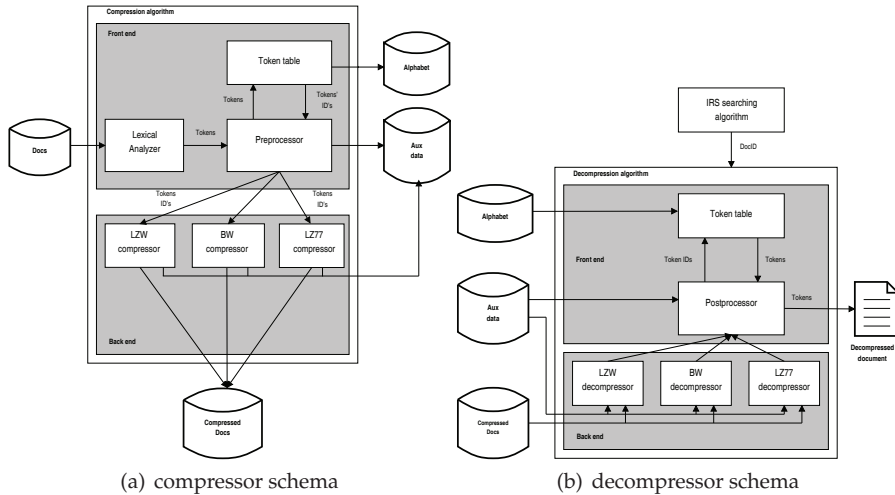 Compression algorithm
Front end
Token table
Alphabet
Tokens
Tokens'
ID's
Docs
Lexical
Analyzer
Tokens
Preprocessor
Aux
data
Tokens
ID's
Tokens
ID's
LZW
compressor
BW
compressor
LZ77
compressor
Back end
Compressed
Docs
(a) compressor schema
IRS searching
algorithm
DocID
Decompression algorithm
Alphabet
Token table
Front end
Token IDs
Tokens
Aux
data
Postprocessor
Tokens
Decompressed
document
LZW
decompressor
BW
decompressor
LZ77
decompressor
Compressed
Docs
Back end
(b) decompressor schema